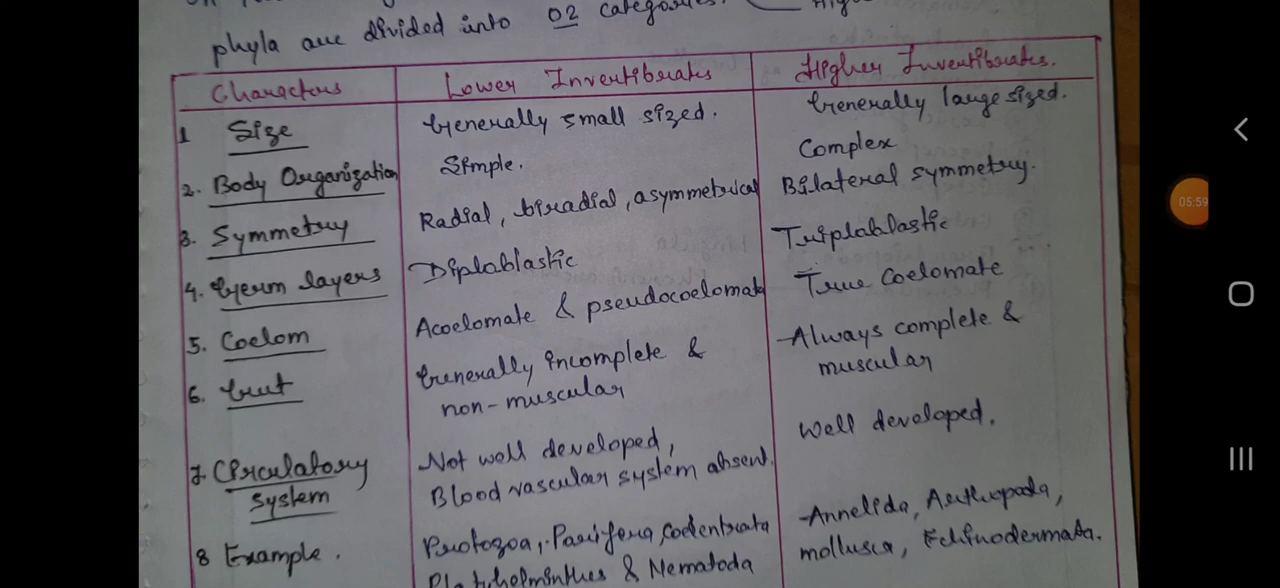 phyla are divided into 02 categories.
Characters Lower Invertibrates Higher Invertibrates.
1 Size Generally small sized. Generally large sized.
2. Body Organization Simple. Complex
3. Symmetry Radial, biradial, asymmetrical Bilateral symmetry.
4. Germ layers Diploblastic Triploblastic
5. Coelom Acoelomate & pseudocoelomate True Coelomate
6. Gut Generally incomplete & Always complete &
non-muscular muscular
7. Circulatory Not well developed, Well developed.
System Blood vascular system absent.
8 Example. Protozoa, Porifera, Coelentrata Annelida, Arthropoda,
Platyhelminthes & Nematoda mollusca, Echinodermata.
05:59